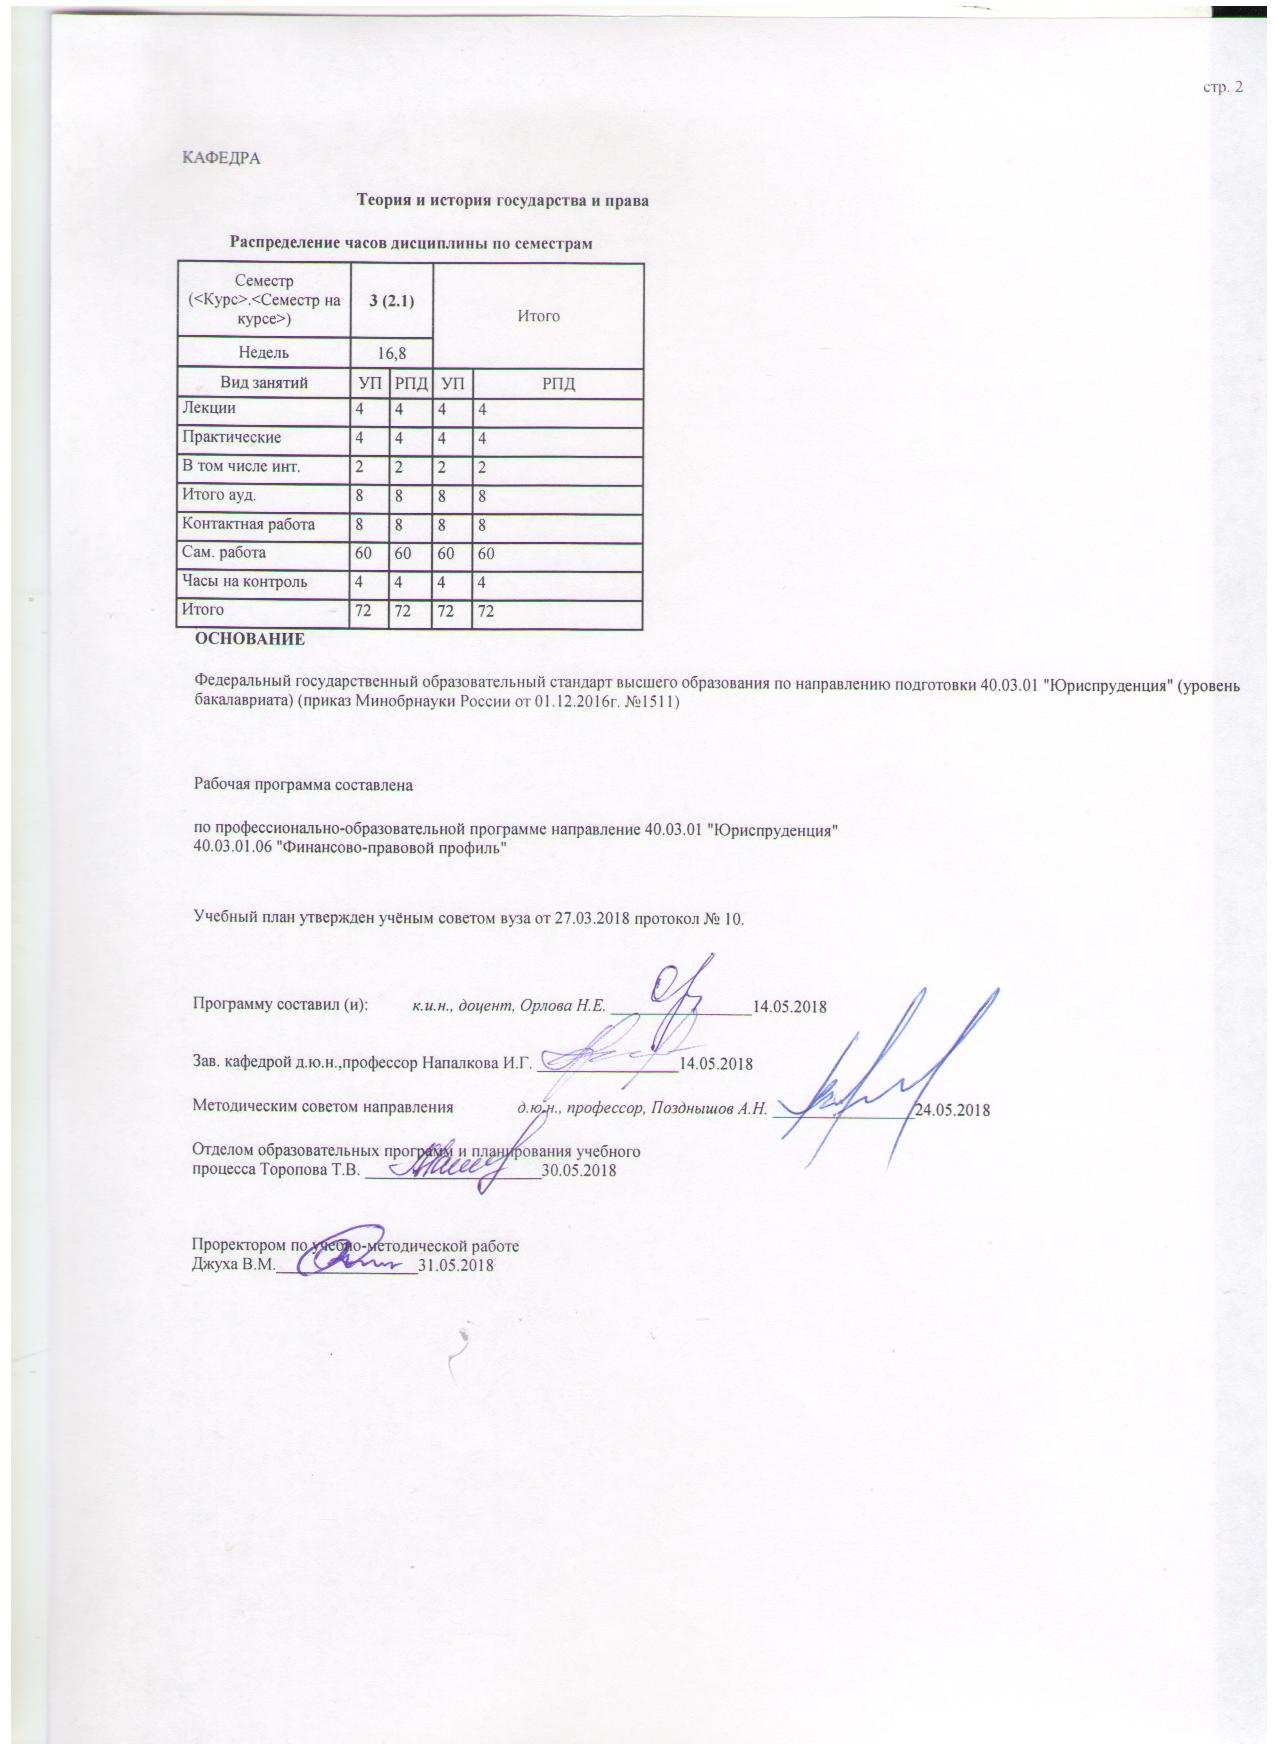 стр. 2
КАФЕДРА
Теория и история государства и права
Распределение часов дисциплины по семестрам
Семестр (<Курс>.<Семестр на курсе>) 3 (2.1) Итого
Недель 16,8
Вид занятий УП РПД УП РПД
Лекции 4 4 4 4
Практические 4 4 4 4
В том числе инт. 2 2 2 2
Итого ауд. 8 8 8 8
Контактная работа 8 8 8 8
Сам. работа 60 60 60 60
Часы на контроль 4 4 4 4
Итого 72 72 72 72
ОСНОВАНИЕ
Федеральный государственный образовательный стандарт высшего образования по направлению подготовки 40.03.01 "Юриспруденция" (уровень
бакалавриата) (приказ Минобрнауки России от 01.12.2016г. №1511)
Рабочая программа составлена
по профессионально-образовательной программе направление 40.03.01 "Юриспруденция"
40.03.01.06 "Финансово-правовой профиль"
Учебный план утвержден учёным советом вуза от 27.03.2018 протокол № 10.
Программу составил (и): к.и.н., доцент, Орлова Н.Е. ________________14.05.2018
Зав. кафедрой д.ю.н.,профессор Напалкова И.Г. ________________14.05.2018
Методическим советом направления д.ю.н., профессор, Позднышов А.Н. ________________24.05.2018
Отделом образовательных программ и планирования учебного
процесса Торопова Т.В. ____________________30.05.2018
Проректором по учебно-методической работе
Джуха В.М.________________31.05.2018